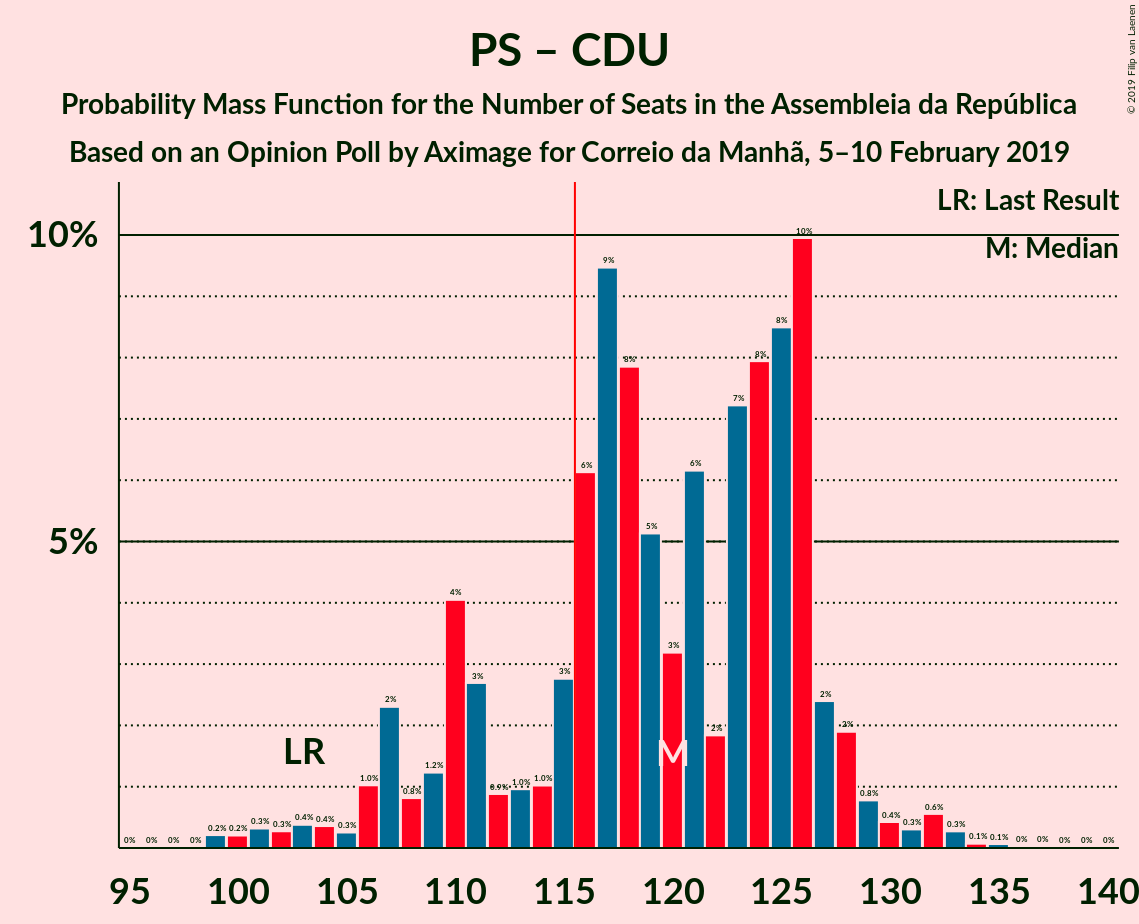 PS – CDU
Probability Mass Function for the Number of Seats in the Assembleia da República
Based on an Opinion Poll by Aximage for Correio da Manhã, 5–10 February 2019
© 2019 Filip van Laenen
LR: Last Result
M: Median
10%
5%
0% 0% 0% 0% 0.2% 0.2% 0.3% 0.3% 0.4% 0.4% 0.3% 1.0% 2% 0.8% 1.2% 4% 3% 0.9% 1.0% 1.0% 3% 6% 9% 8% 5% 3% 6% 2% 7% 8% 8% 10% 2% 2% 0.8% 0.4% 0.3% 0.6% 0.3% 0.1% 0.1% 0% 0% 0% 0% 0%
LR
M
95 100 105 110 115 120 125 130 135 140